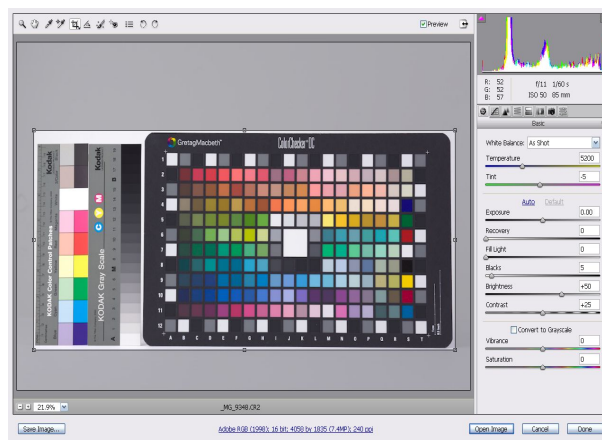 Preview
R: 52
G: 52
B: 57
f/11 1/60 s
ISO 50 85 mm
Basic
White Balance: As Shot
Temperature 5200
Tint -5
Auto Default
Exposure 0.00
Recovery 0
Fill Light 0
Blacks 5
Brightness +50
Contrast +25
Convert to Grayscale
Vibrance 0
Saturation 0
Kodak
KODAK Color Control Patches
Kodak
KODAK Gray Scale
C Y M
A
M
B
GretagMacbeth™
ColorChecker DC
1
2
3
4
5
6
7
8
9
10
11
12
A B C D E F G H I J K L M N O P Q R S T
21.9%
_MG_9348.CR2
Save Image...
Adobe RGB (1998); 16 bit; 4058 by 1835 (7.4MP); 240 ppi
Open Image
Cancel
Done